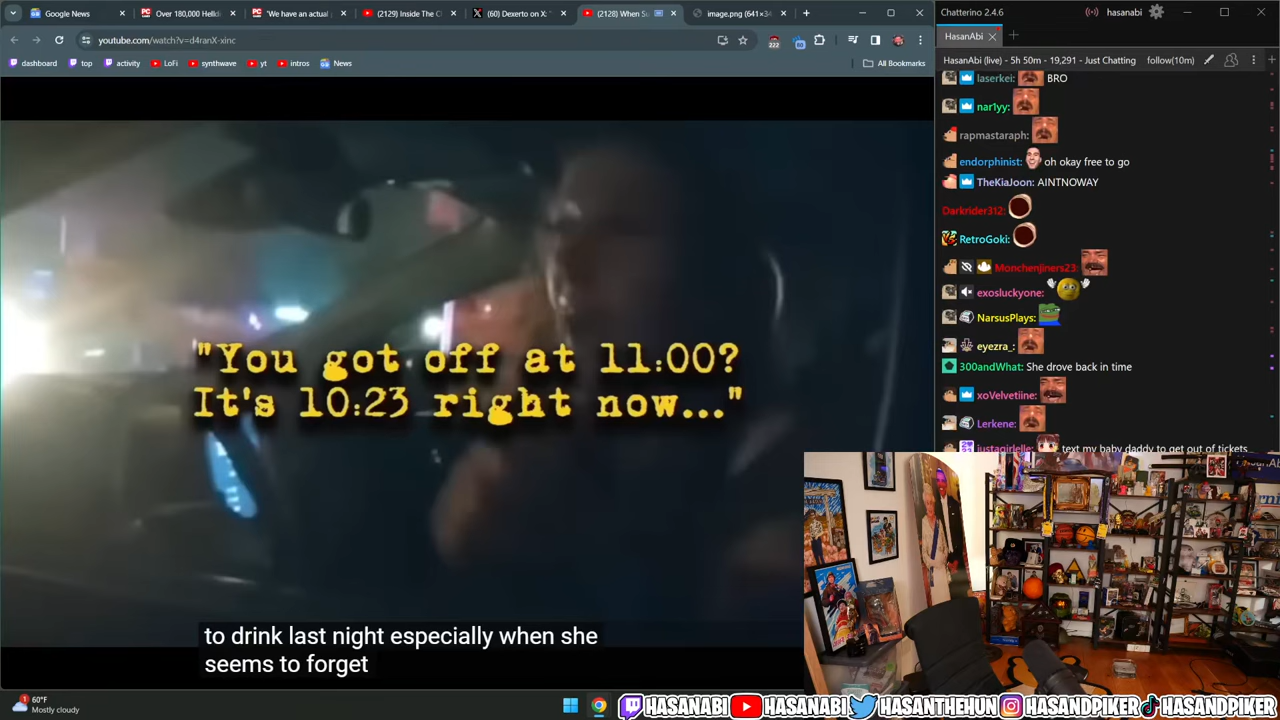 Google News
PC Over 180,000 Helldi
PC "We have an actual p
(2129) Inside The C
(60) Dexerto on X: "
(2128) When Su
image.png (641×34
youtube.com/watch?v=d4ranX-xinc
dashboard
top
activity
LoFi
synthwave
yt
intros
News
All Bookmarks
"You got off at 11:00?
It's 10:23 right now..."
to drink last night especially when she
seems to forget
60°F
Mostly cloudy
Chatterino 2.4.6
hasanabi
HasanAbi
HasanAbi (live) - 5h 50m - 19,291 - Just Chatting
follow(10m)
laserkei: BRO
nar1yy:
rapmastaraph:
endorphinist: oh okay free to go
TheKiaJoon: AINTNOWAY
Darkrider312:
RetroGoki:
Monchenjiners23:
exosluckyone:
NarsusPlays:
eyezra_:
300andWhat: She drove back in time
xoVelvetiine:
Lerkene:
justagirlelle: text my baby daddy to get out of tickets
HASANABI
HASANABI
HASANTHEHUN
HASANDPIKER
HASANDPIKER